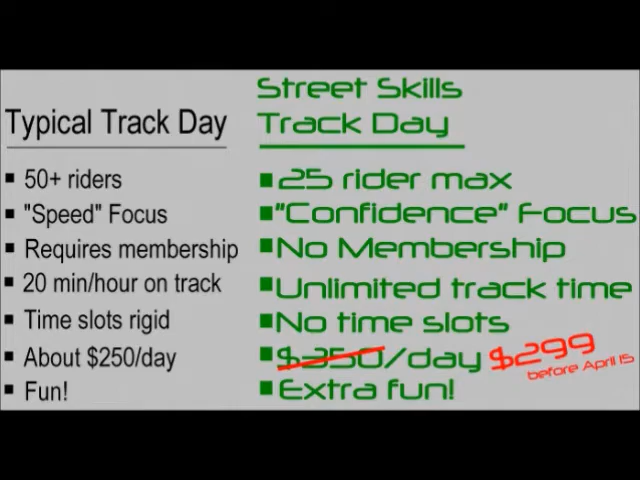 Typical Track Day
50+ riders
"Speed" Focus
Requires membership
20 min/hour on track
Time slots rigid
About $250/day
Fun!
Street Skills
Track Day
25 rider max
"Confidence" Focus
No Membership
Unlimited track time
No time slots
$350/day $299
before April 15
Extra fun!